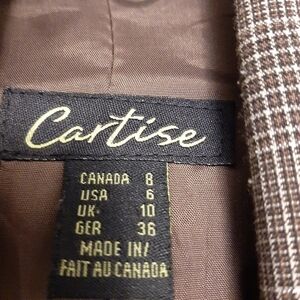 Cartise
CANADA 8
USA 6
UK 10
GER 36
MADE IN/
FAIT AU CANADA